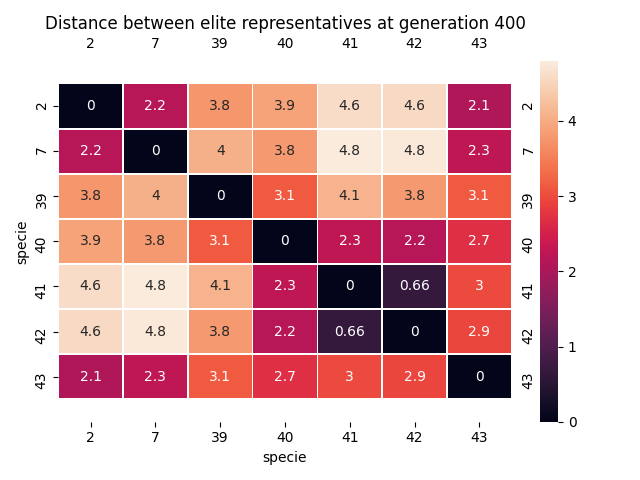 Distance between elite representatives at generation 400
2 7 39 40 41 42 43
2 0 2.2 3.8 3.9 4.6 4.6 2.1 2
7 2.2 0 4 3.8 4.8 4.8 2.3 7
39 3.8 4 0 3.1 4.1 3.8 3.1 39
40 3.9 3.8 3.1 0 2.3 2.2 2.7 40
41 4.6 4.8 4.1 2.3 0 0.66 3 41
42 4.6 4.8 3.8 2.2 0.66 0 2.9 42
43 2.1 2.3 3.1 2.7 3 2.9 0 43
2 7 39 40 41 42 43
specie
specie
4
3
2
1
0